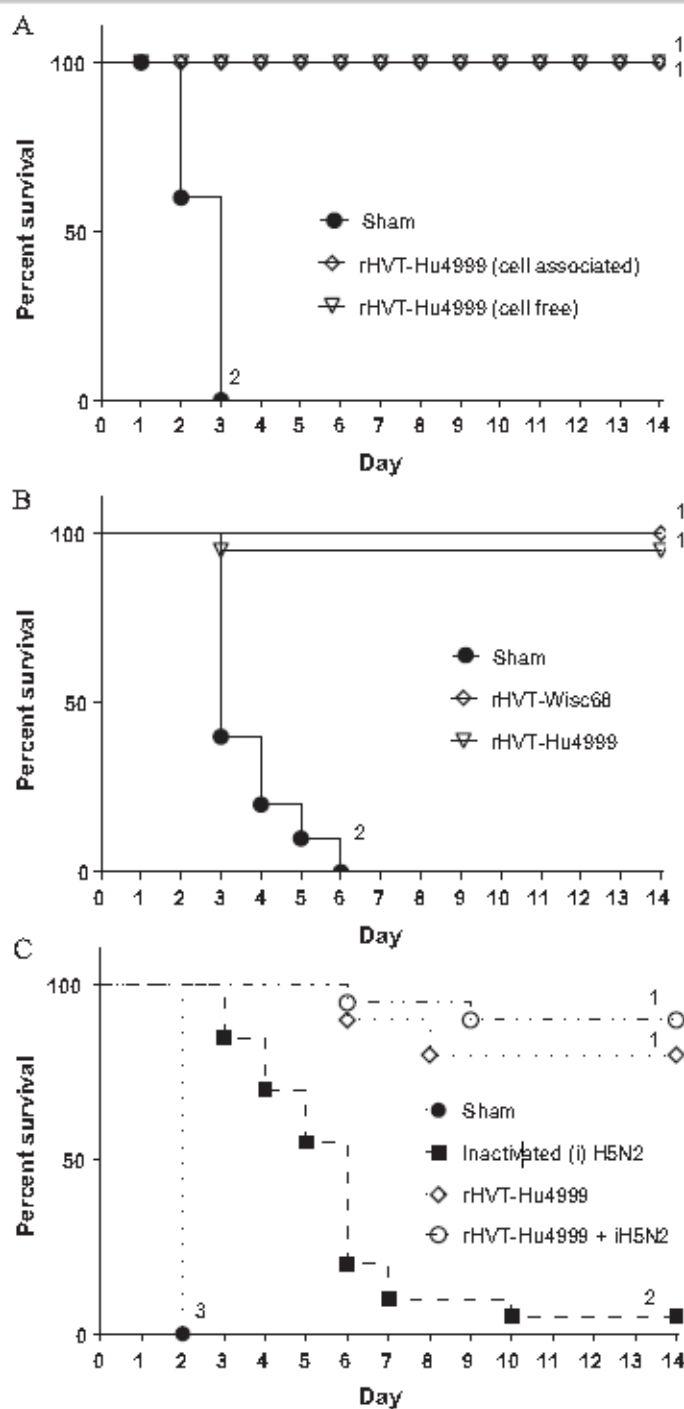 A
Percent survival
100
50
0
1
1
Sham
rHVT-Hu4999 (cell associated)
rHVT-Hu4999 (cell free)
2
0 1 2 3 4 5 6 7 8 9 10 11 12 13 14
Day
B
Percent survival
100
50
0
1
1
Sham
rHVT-Wisc68
rHVT-Hu4999
2
0 1 2 3 4 5 6 7 8 9 10 11 12 13 14
Day
C
Percent survival
100
50
0
1
1
Sham
Inactivated (i) H5N2
rHVT-Hu4999
rHVT-Hu4999 + iH5N2
3
2
0 1 2 3 4 5 6 7 8 9 10 11 12 13 14
Day